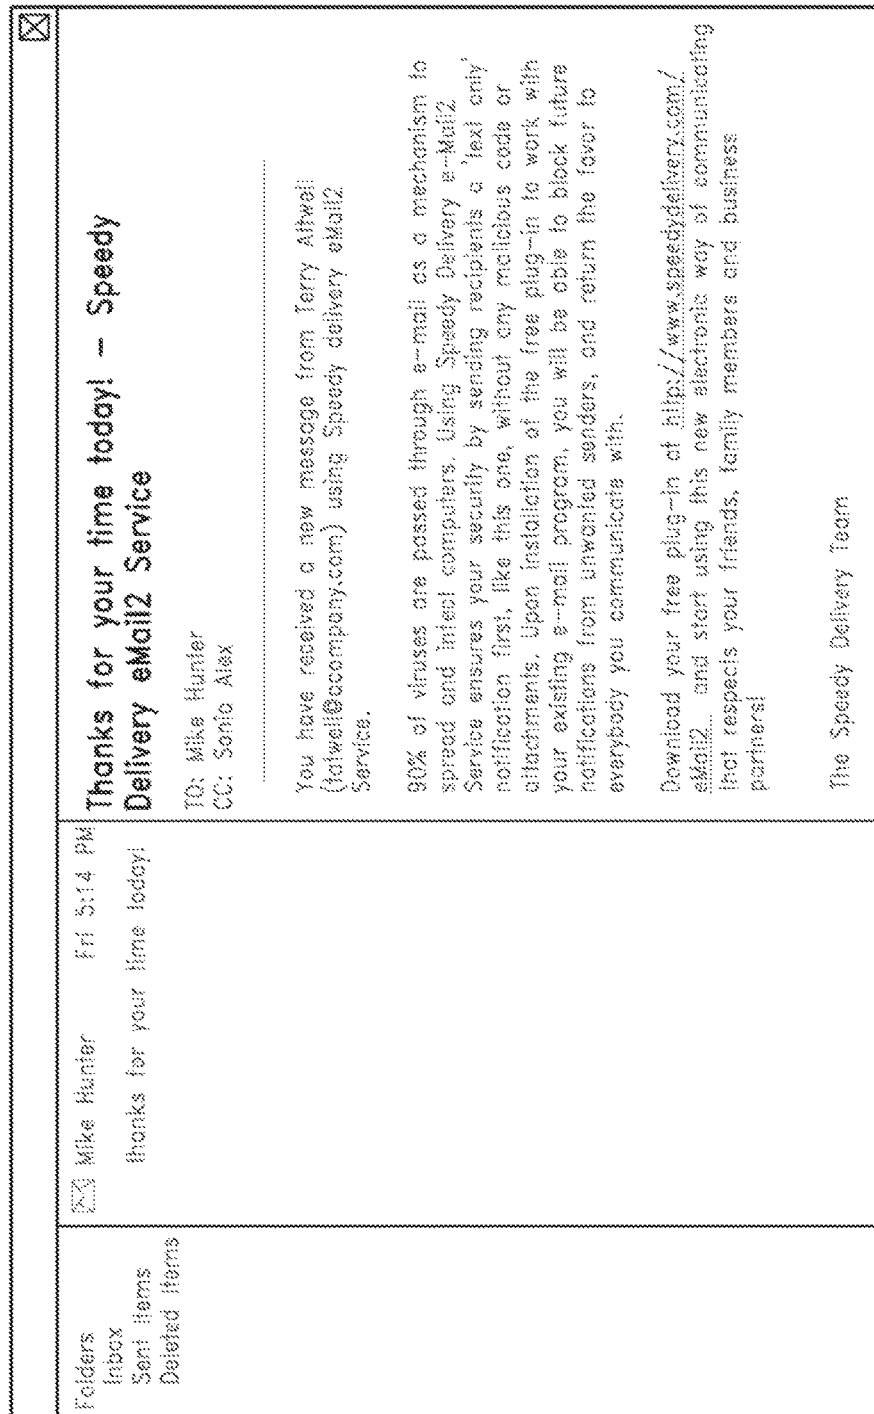 Folders
Inbox
Sent Items
Deleted Items
Mike Hunter Fri 5:14 PM
thanks for your time today!
Thanks for your time today! – Speedy
Delivery eMail2 Service
TO: Mike Hunter
CC: Sonia Alex
You have received a new message from Terry Attwell
(tatwell@accompany.com) using Speedy delivery eMail2
Service.
90% of viruses are passed through e-mail as a mechanism to
spread and infect computers. Using Speedy Delivery e-Mail2
Service ensures your security by sending recipients a 'text only'
notification first, like this one, without any malicious code or
attachments. Upon installation of the free plug-in to work with
your existing e-mail program, you will be able to block future
notifications from unwanted senders, and return the favor to
everybody you communicate with.
Download your free plug-in at http://www.speedydelivery.com/
eMail2 and start using this new electronic way of communicating
that respects your friends, family members and business
partners!
The Speedy Delivery Team